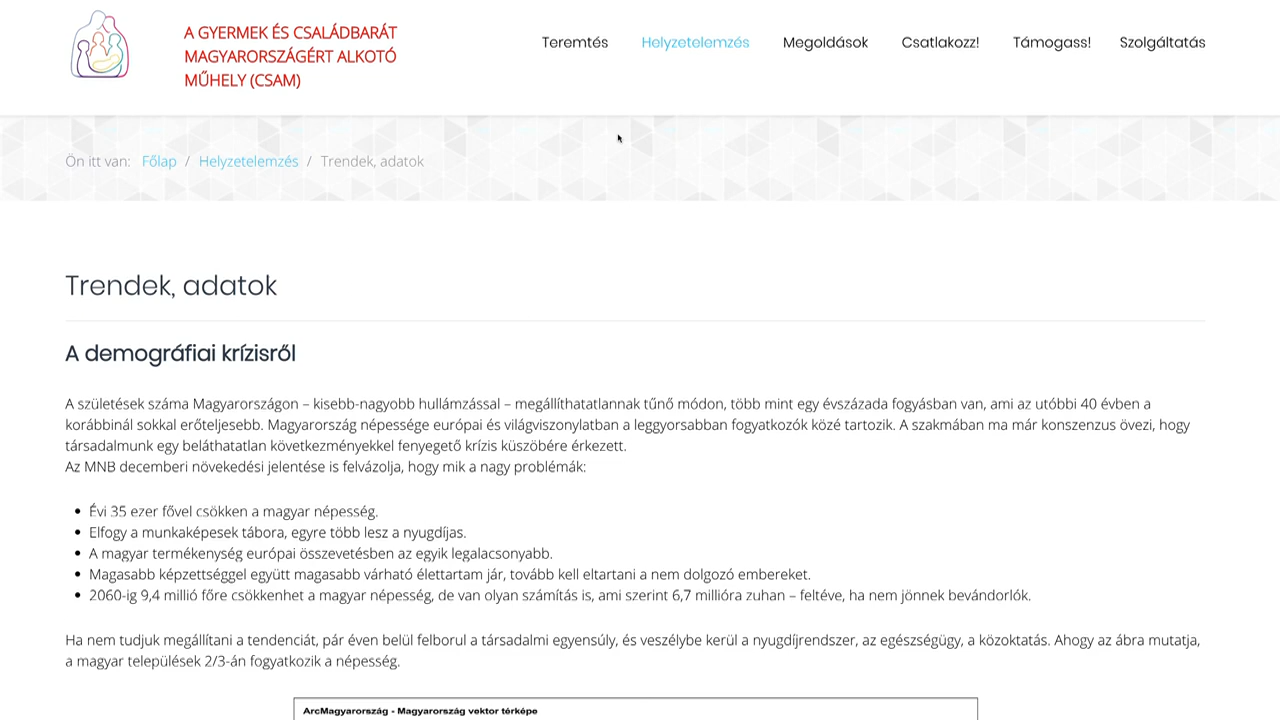 A GYERMEK ÉS CSALÁDBARÁT
MAGYARORSZÁGÉRT ALKOTÓ
MŰHELY (CSAM)
Teremtés Helyzetelemzés Megoldások Csatlakozz! Támogass! Szolgáltatás
Ön itt van: Főlap / Helyzetelemzés / Trendek, adatok
Trendek, adatok
A demográfiai krízisről
A születések száma Magyarországon – kisebb-nagyobb hullámzással – megállíthatatlannak tűnő módon, több mint egy évszázada fogyásban van, ami az utóbbi 40 évben a
korábbinál sokkal erőteljesebb. Magyarország népessége európai és világviszonylatban a leggyorsabban fogyatkozók közé tartozik. A szakmában ma már konszenzus övezi, hogy
társadalmunk egy beláthatatlan következményekkel fenyegető krízis küszöbére érkezett.
Az MNB decemberi növekedési jelentése is felvázolja, hogy mik a nagy problémák:
• Évi 35 ezer fővel csökken a magyar népesség.
• Elfogy a munkaképesek tábora, egyre több lesz a nyugdíjas.
• A magyar termékenység európai összevetésben az egyik legalacsonyabb.
• Magasabb képzettséggel együtt magasabb várható élettartam jár, tovább kell eltartani a nem dolgozó embereket.
• 2060-ig 9,4 millió főre csökkenhet a magyar népesség, de van olyan számítás is, ami szerint 6,7 millióra zuhan – feltéve, ha nem jönnek bevándorlók.
Ha nem tudjuk megállítani a tendenciát, pár éven belül felborul a társadalmi egyensúly, és veszélybe kerül a nyugdíjrendszer, az egészségügy, a közoktatás. Ahogy az ábra mutatja,
a magyar települések 2/3-án fogyatkozik a népesség.
ArcMagyarország - Magyarország vektor térképe